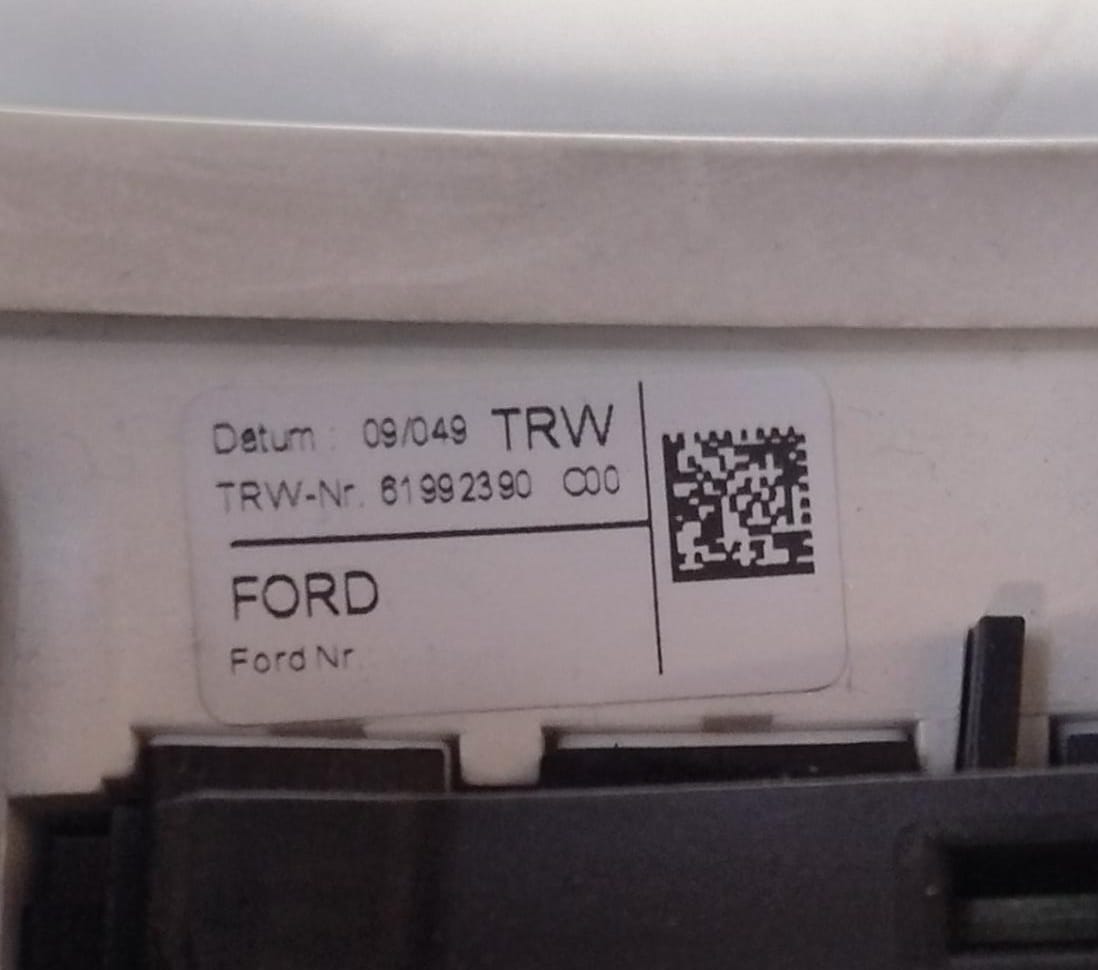 Datum : 09/049 TRW
TRW-Nr. 61992390 C00
FORD
Ford Nr.